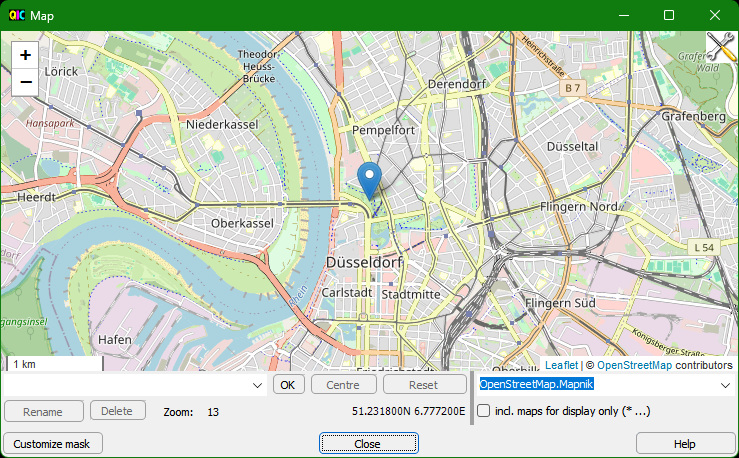 QIC Map
+
−
Lörick
Theodor-
Heuss-
Brücke
Heinrichstraße
Derendorf
B 7
Grafenberg
Hansapark
Niederkassel
Pempelfort
Düsseltal
Grafenberg
Heerdt
Oberkassel
Flingern Nord
L 54
Düsseldorf
Rhein
Carlstadt
Stadtmitte
Flingern Süd
Hafen
Königsberger Straße
1 km
Leaflet | © OpenStreetMap contributors
OK
Centre
Reset
OpenStreetMap.Mapnik
Rename
Delete
Zoom: 13
51.231800N 6.777200E
incl. maps for display only (* ...)
Customize mask
Close
Help